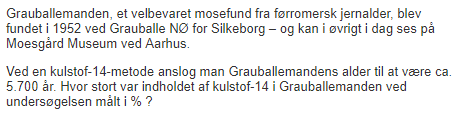 Grauballemanden, et velbevaret mosefund fra førromersk jernalder, blev
fundet i 1952 ved Grauballe NØ for Silkeborg – og kan i øvrigt i dag ses på
Moesgård Museum ved Aarhus.
Ved en kulstof-14-metode anslog man Grauballemandens alder til at være ca.
5.700 år. Hvor stort var indholdet af kulstof-14 i Grauballemanden ved
undersøgelsen målt i % ?